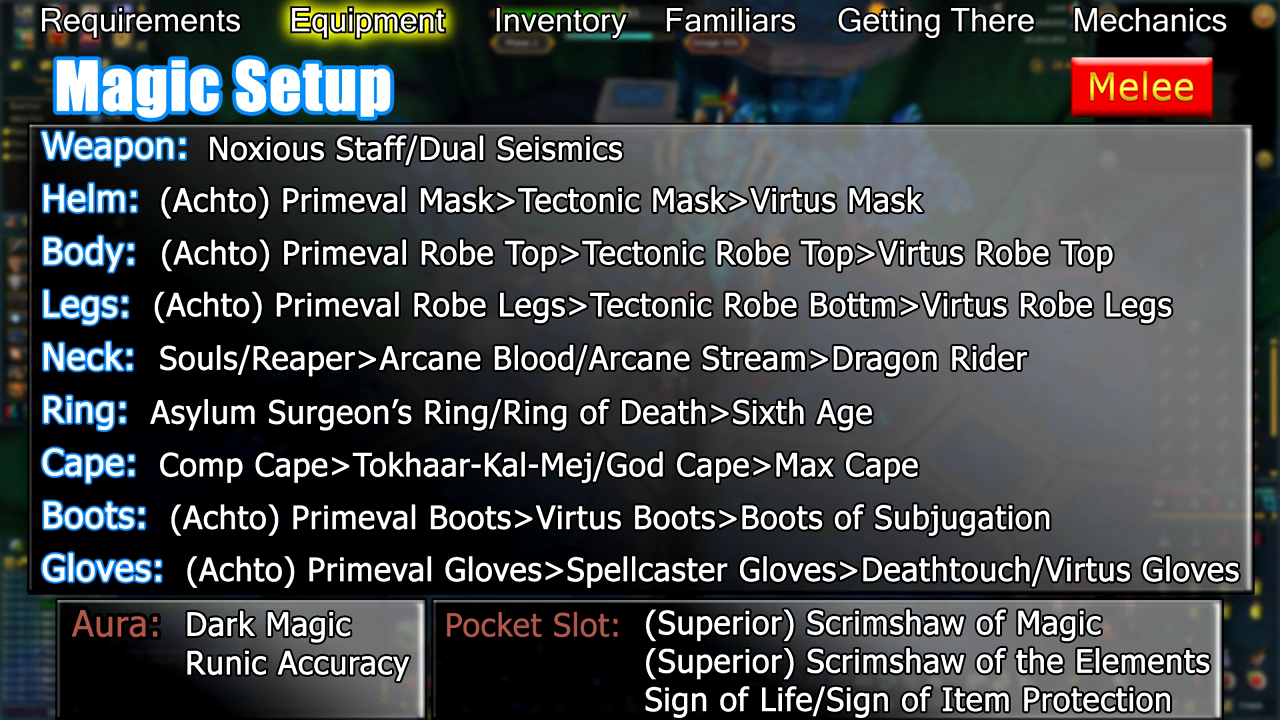 Requirements Equipment Inventory Familiars Getting There Mechanics
Magic Setup
Melee
Weapon: Noxious Staff/Dual Seismics
Helm: (Achto) Primeval Mask>Tectonic Mask>Virtus Mask
Body: (Achto) Primeval Robe Top>Tectonic Robe Top>Virtus Robe Top
Legs: (Achto) Primeval Robe Legs>Tectonic Robe Bottm>Virtus Robe Legs
Neck: Souls/Reaper>Arcane Blood/Arcane Stream>Dragon Rider
Ring: Asylum Surgeon’s Ring/Ring of Death>Sixth Age
Cape: Comp Cape>Tokhaar-Kal-Mej/God Cape>Max Cape
Boots: (Achto) Primeval Boots>Virtus Boots>Boots of Subjugation
Gloves: (Achto) Primeval Gloves>Spellcaster Gloves>Deathtouch/Virtus Gloves
Aura: Dark Magic
Runic Accuracy
Pocket Slot: (Superior) Scrimshaw of Magic
(Superior) Scrimshaw of the Elements
Sign of Life/Sign of Item Protection